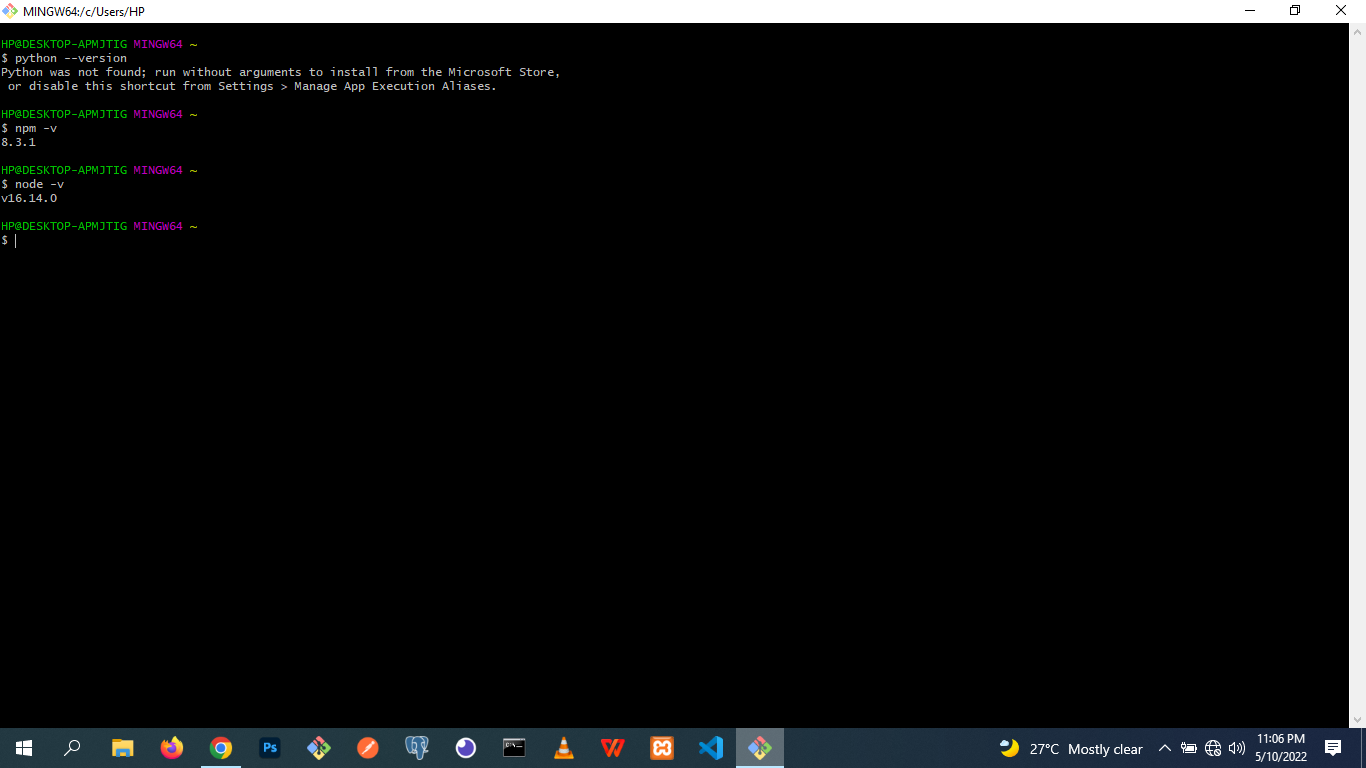 MINGW64:/c/Users/HP
HP@DESKTOP-APMJTIG MINGW64 ~
$ python --version
Python was not found; run without arguments to install from the Microsoft Store,
 or disable this shortcut from Settings > Manage App Execution Aliases.
HP@DESKTOP-APMJTIG MINGW64 ~
$ npm -v
8.3.1
HP@DESKTOP-APMJTIG MINGW64 ~
$ node -v
v16.14.0
HP@DESKTOP-APMJTIG MINGW64 ~
$
Ps
C:\.
W
27°C Mostly clear
11:06 PM
5/10/2022